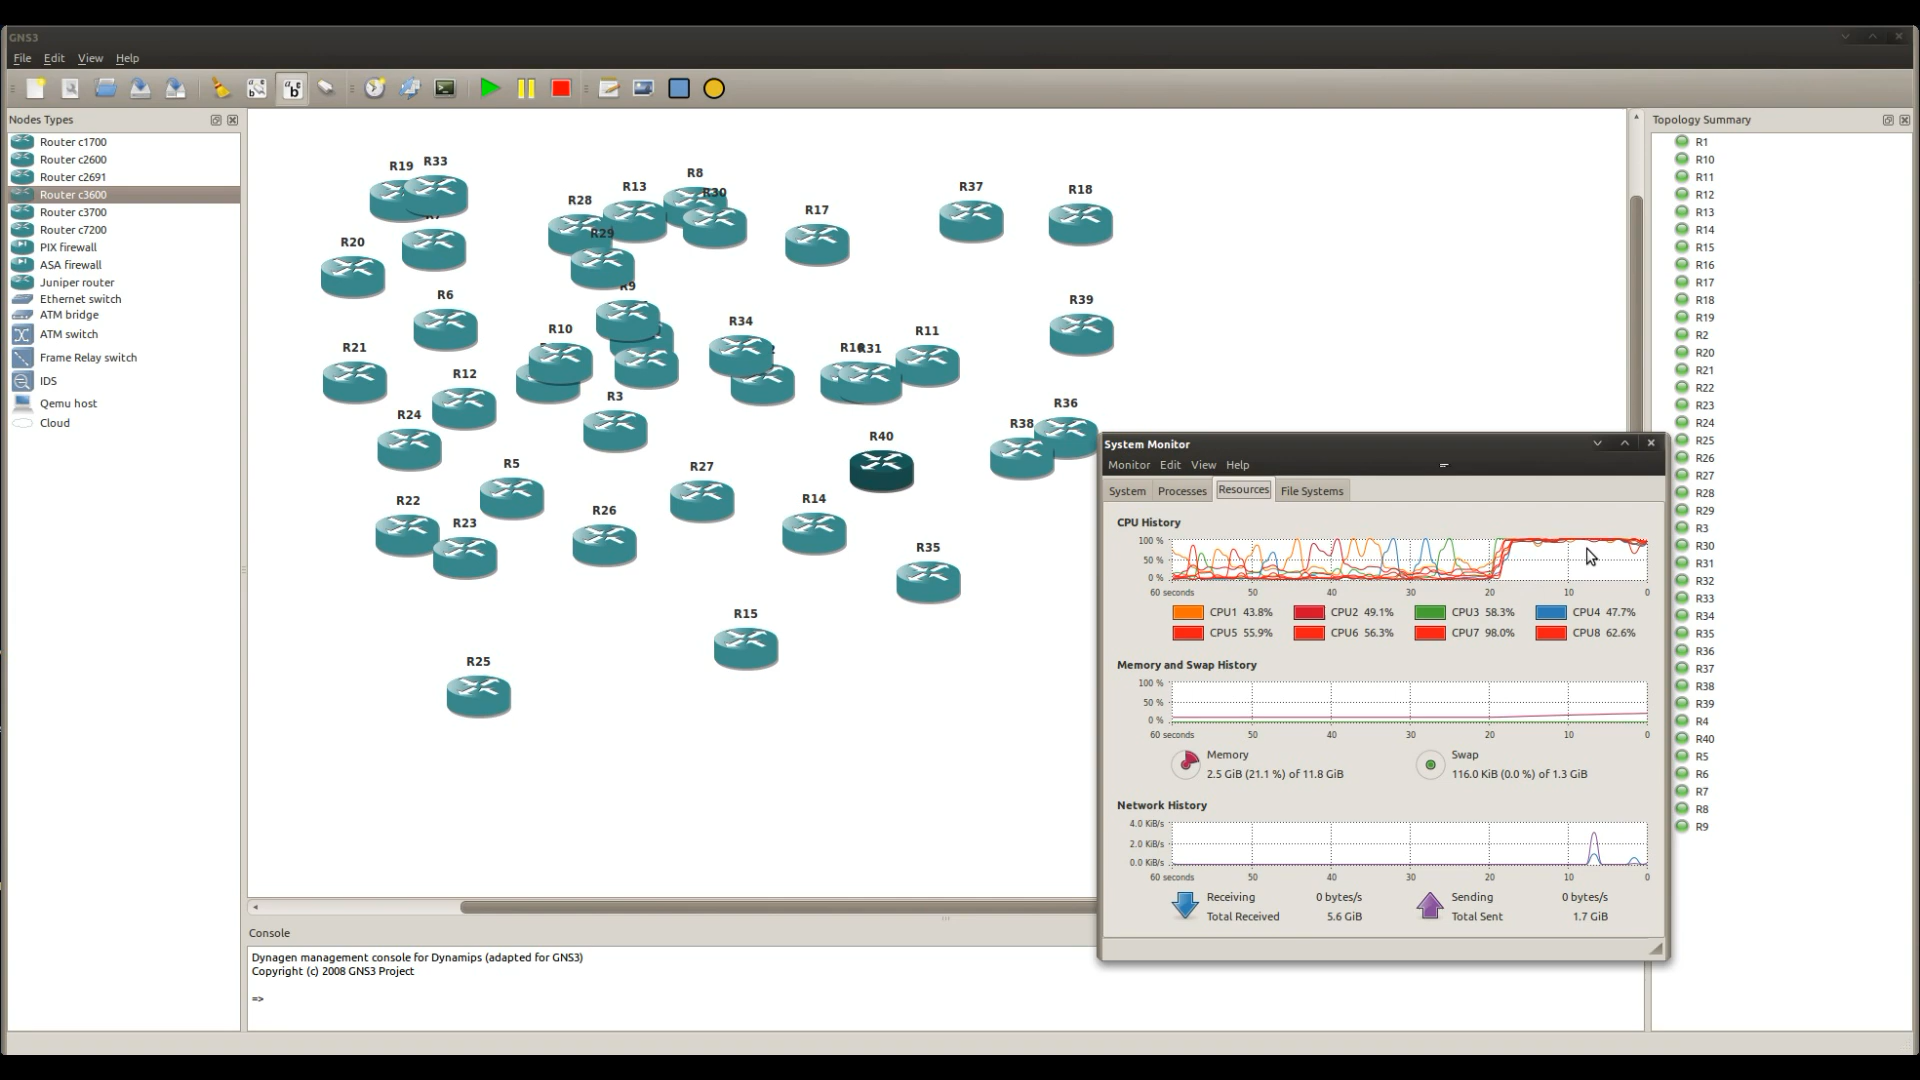 GNS3
File Edit View Help
Nodes Types
Router c1700
Router c2600
Router c2691
Router c3600
Router c3700
Router c7200
PIX firewall
ASA firewall
Juniper router
Ethernet switch
ATM bridge
ATM switch
Frame Relay switch
IDS
Qemu host
Cloud
R19 R33
R8
R28 R13 R30
R37 R18
R17
R7
R29
R20
R9
R6
R39
R10
R34
R11
R21
R16 R31
R12
R3
R24
R36
R38
R40
R5
R27
R22
R14
R23
R26
R35
R15
R25
Console
Dynagen management console for Dynamips (adapted for GNS3)
Copyright (c) 2008 GNS3 Project
=>
System Monitor
Monitor Edit View Help
System Processes Resources File Systems
CPU History
100 %
50 %
0 %
60 seconds 50 40 30 20 10 0
CPU1 43.8% CPU2 49.1% CPU3 58.3% CPU4 47.7%
CPU5 55.9% CPU6 56.3% CPU7 98.0% CPU8 62.6%
Memory and Swap History
100 %
50 %
0 %
60 seconds 50 40 30 20 10 0
Memory
2.5 GiB (21.1 %) of 11.8 GiB
Swap
116.0 KiB (0.0 %) of 1.3 GiB
Network History
4.0 KiB/s
2.0 KiB/s
0.0 KiB/s
60 seconds 50 40 30 20 10 0
Receiving 0 bytes/s
Total Received 5.6 GiB
Sending 0 bytes/s
Total Sent 1.7 GiB
Topology Summary
R1
R10
R11
R12
R13
R14
R15
R16
R17
R18
R19
R2
R20
R21
R22
R23
R24
R25
R26
R27
R28
R29
R3
R30
R31
R32
R33
R34
R35
R36
R37
R38
R39
R4
R40
R5
R6
R7
R8
R9